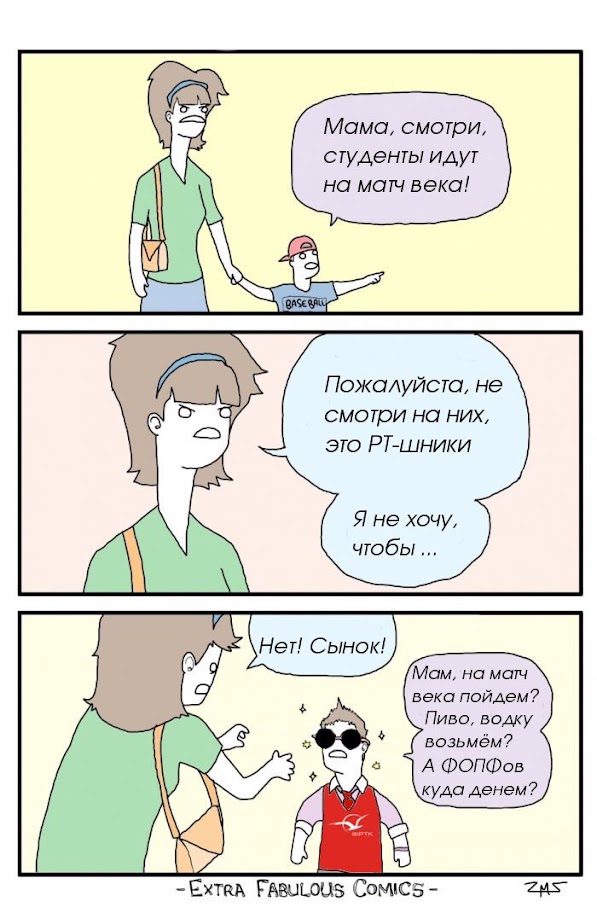 Мама, смотри,
студенты идут
на матч века!
BASEBALL
Пожалуйста, не
смотри на них,
это РТ-шники
Я не хочу,
чтобы ...
Нет! Сынок!
Мам, на матч
века пойдем?
Пиво, водку
возьмём?
А ФОПФов
куда денем?
ФРТК
- EXTRA FABULOUS COMICS -
ZMS